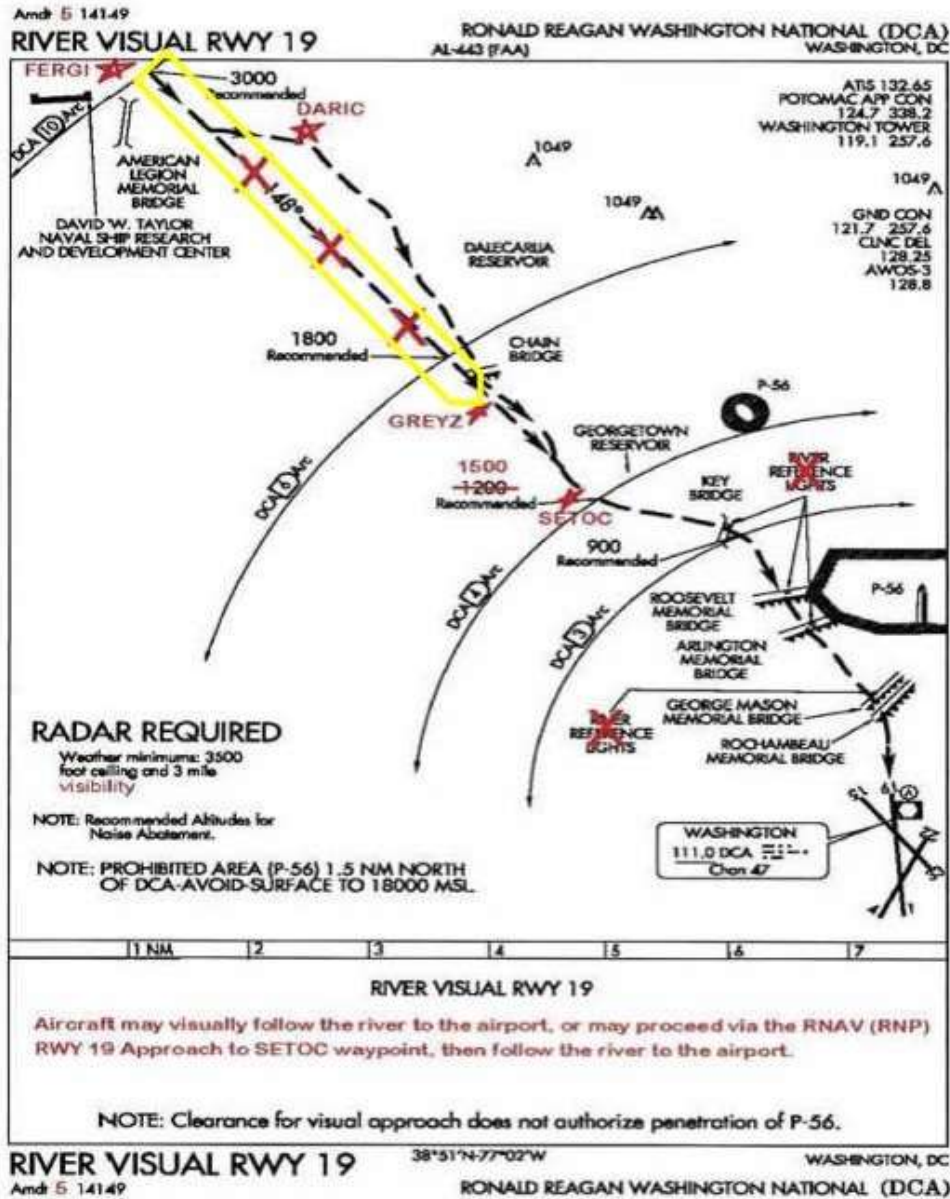 Amdt 5 14149
RIVER VISUAL RWY 19
AL-443 (FAA)
RONALD REAGAN WASHINGTON NATIONAL (DCA)
WASHINGTON, DC
FERGI
3000
Recommended
DARIC
ATIS 132.65
POTOMAC APP CON
124.7 338.2
WASHINGTON TOWER
119.1 257.6
GND CON
121.7 257.6
CLNC DEL
128.25
AWOS-3
128.8
DCA 10 Arc
AMERICAN
LEGION
MEMORIAL
BRIDGE
DAVID W. TAYLOR
NAVAL SHIP RESEARCH
AND DEVELOPMENT CENTER
148°
1049
1049
1049
DALECARLIA
RESERVOIR
1800
Recommended
CHAIN
BRIDGE
GREYZ
P-56
GEORGETOWN
RESERVOIR
1500
1200
Recommended
SETOC
KEY
BRIDGE
RIVER
REFERENCE
LIGHTS
DCA 6 Arc
900
Recommended
DCA 4 Arc
DCA 3 Arc
ROOSEVELT
MEMORIAL
BRIDGE
P-56
ARLINGTON
MEMORIAL
BRIDGE
GEORGE MASON
MEMORIAL BRIDGE
RIVER
REFERENCE
LIGHTS
ROCHAMBEAU
MEMORIAL BRIDGE
RADAR REQUIRED
Weather minimums: 3500
foot ceiling and 3 mile
visibility
NOTE: Recommended Altitudes for
Noise Abatement.
NOTE: PROHIBITED AREA (P-56) 1.5 NM NORTH
OF DCA-AVOID-SURFACE TO 18000 MSL
WASHINGTON
111.0 DCA
Chan 47
19
15
1
1 NM 2 3 4 5 6 7
RIVER VISUAL RWY 19
Aircraft may visually follow the river to the airport, or may proceed via the RNAV (RNP)
RWY 19 Approach to SETOC waypoint, then follow the river to the airport.
NOTE: Clearance for visual approach does not authorize penetration of P-56.
RIVER VISUAL RWY 19
38°51'N-77°02'W
WASHINGTON, DC
Amdt 5 14149
RONALD REAGAN WASHINGTON NATIONAL (DCA)